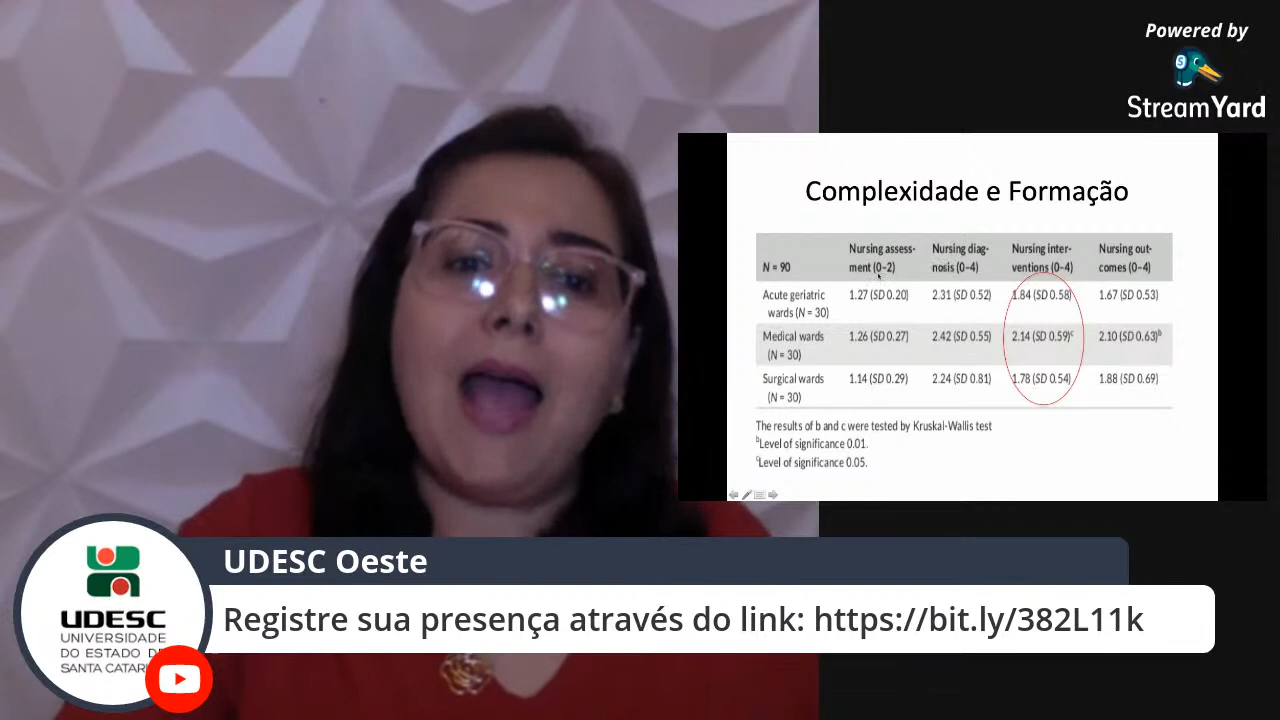 Powered by
StreamYard
Complexidade e Formação
N = 90
Nursing assess-
ment (0–2)
Nursing diag-
nosis (0–4)
Nursing inter-
ventions (0–4)
Nursing out-
comes (0–4)
Acute geriatric
wards (N = 30)
1.27 (SD 0.20)
2.31 (SD 0.52)
1.84 (SD 0.58)
1.67 (SD 0.53)
Medical wards
(N = 30)
1.26 (SD 0.27)
2.42 (SD 0.55)
2.14 (SD 0.59)c
2.10 (SD 0.63)b
Surgical wards
(N = 30)
1.14 (SD 0.29)
2.24 (SD 0.81)
1.78 (SD 0.54)
1.88 (SD 0.69)
The results of b and c were tested by Kruskal-Wallis test
bLevel of significance 0.01.
cLevel of significance 0.05.
UDESC Oeste
Registre sua presença através do link: https://bit.ly/382L11k
UDESC
UNIVERSIDADE
DO ESTADO DE
SANTA CATAR